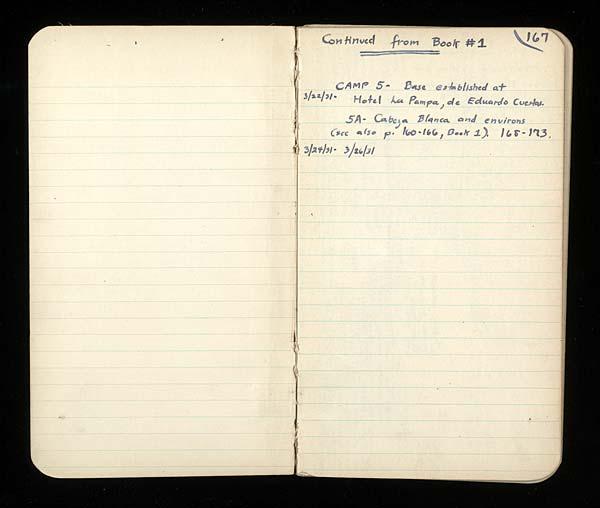 Continued from Book #1
167
CAMP 5- Base established at
3/22/31- Hotel La Pampa, de Eduardo Cuertas.
5A- Cabeza Blanca and environs
(see also p. 160-166, Book 1). 168-173.
3/24/31- 3/26/31